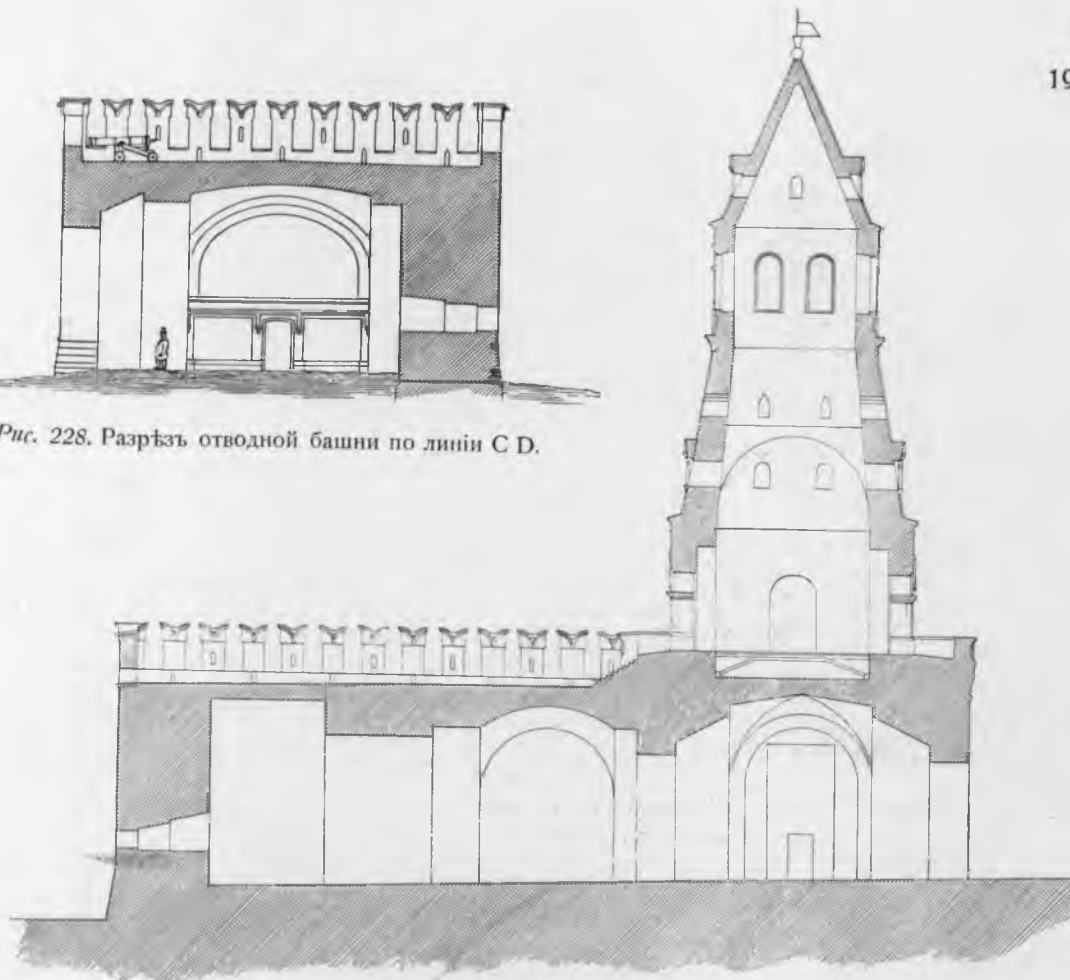 19
Рис. 228. Разрѣзъ отводной башни по линіи C D.